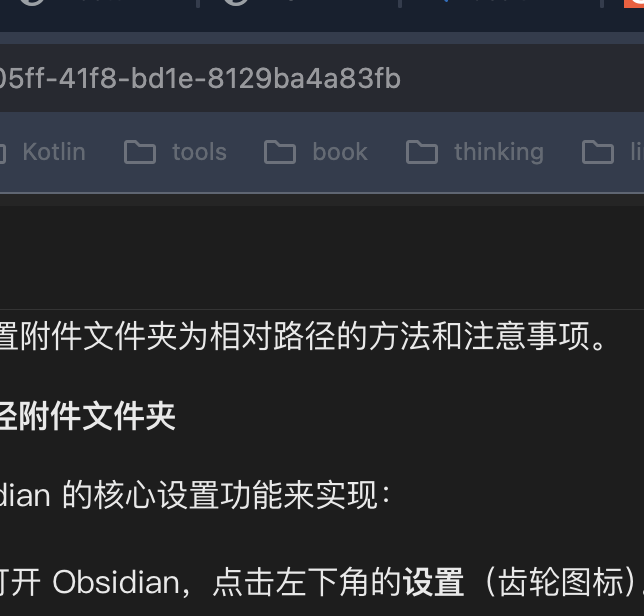 05ff-41f8-bd1e-8129ba4a83fb
Kotlin tools book thinking
置附件文件夹为相对路径的方法和注意事项。
径附件文件夹
dian 的核心设置功能来实现：
打开 Obsidian，点击左下角的设置（齿轮图标）